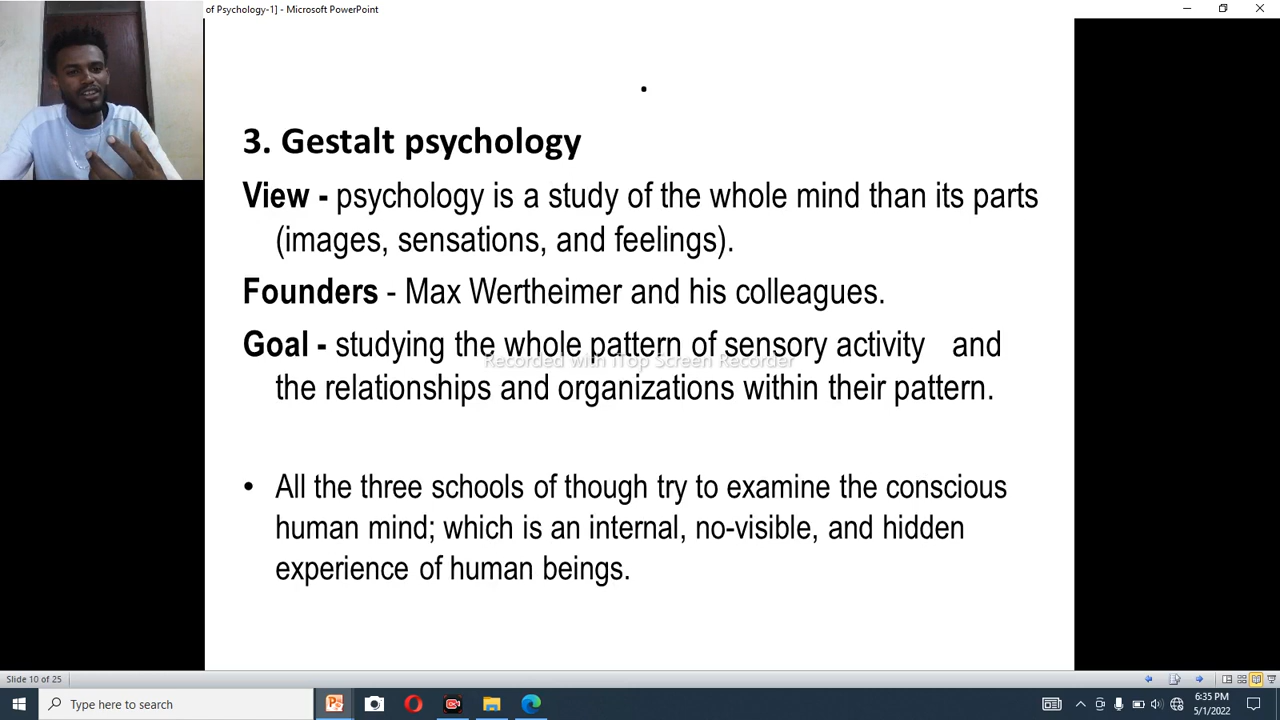 of Psychology-1] - Microsoft PowerPoint
.
3. Gestalt psychology
View - psychology is a study of the whole mind than its parts
(images, sensations, and feelings).
Founders - Max Wertheimer and his colleagues.
Goal - studying the whole pattern of sensory activity and
Recorded with iTop Screen Recorder
the relationships and organizations within their pattern.
• All the three schools of though try to examine the conscious
human mind; which is an internal, no-visible, and hidden
experience of human beings.
Slide 10 of 25
Type here to search
6:35 PM
5/1/2022